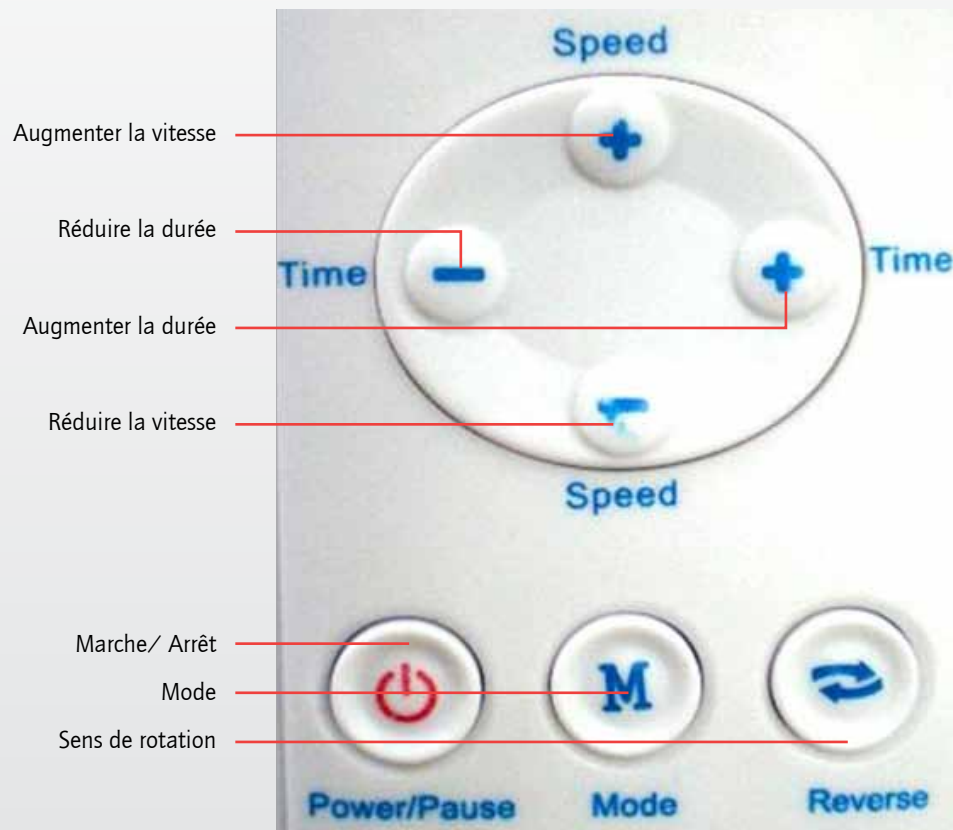 Speed
Augmenter la vitesse
Réduire la durée
Time
Time
Augmenter la durée
Réduire la vitesse
Speed
Marche/ Arrêt
Mode
M
Sens de rotation
Power/Pause
Mode
Reverse